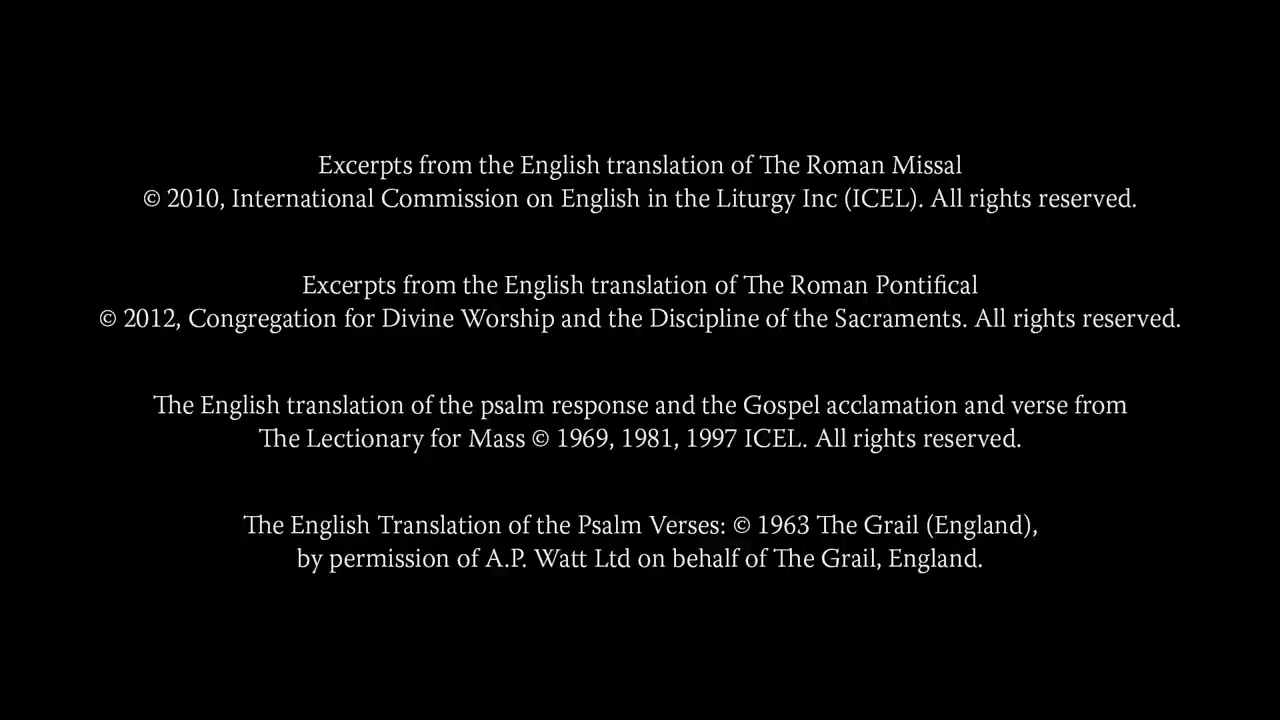 Excerpts from the English translation of The Roman Missal
© 2010, International Commission on English in the Liturgy Inc (ICEL). All rights reserved.
Excerpts from the English translation of The Roman Pontifical
© 2012, Congregation for Divine Worship and the Discipline of the Sacraments. All rights reserved.
The English translation of the psalm response and the Gospel acclamation and verse from
The Lectionary for Mass © 1969, 1981, 1997 ICEL. All rights reserved.
The English Translation of the Psalm Verses: © 1963 The Grail (England),
by permission of A.P. Watt Ltd on behalf of The Grail, England.